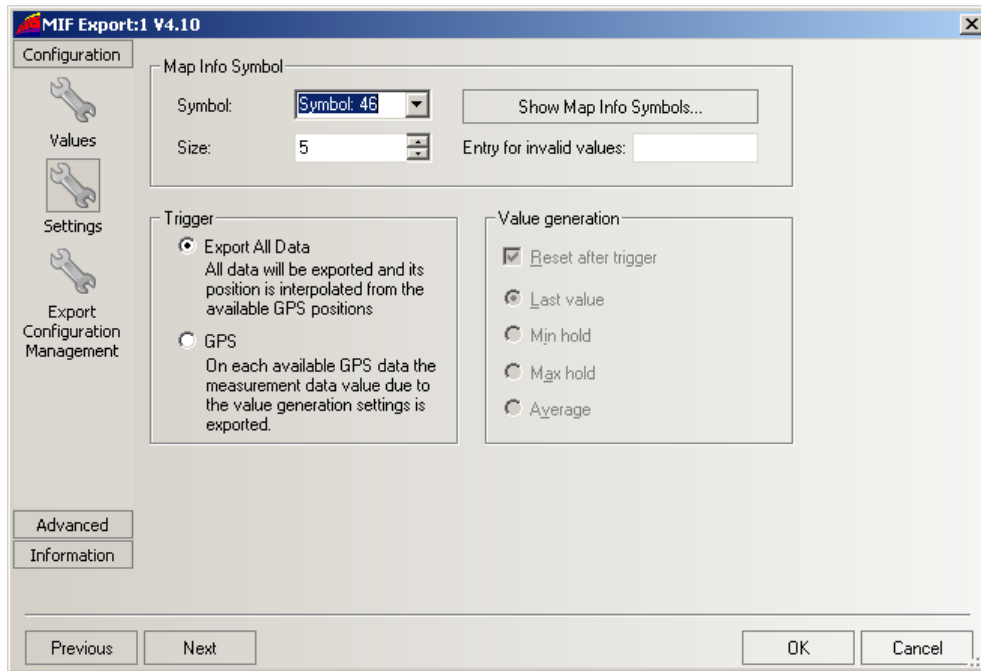 MIF Export:1 V4.10
Configuration
Values
Settings
Export
Configuration
Management
Advanced
Information
Map Info Symbol
Symbol:
Symbol: 46
Show Map Info Symbols...
Size:
5
Entry for invalid values:
Trigger
Export All Data
All data will be exported and its
position is interpolated from the
available GPS positions
GPS
On each available GPS data the
measurement data value due to
the value generation settings is
exported.
Value generation
Reset after trigger
Last value
Min hold
Max hold
Average
Previous
Next
OK
Cancel